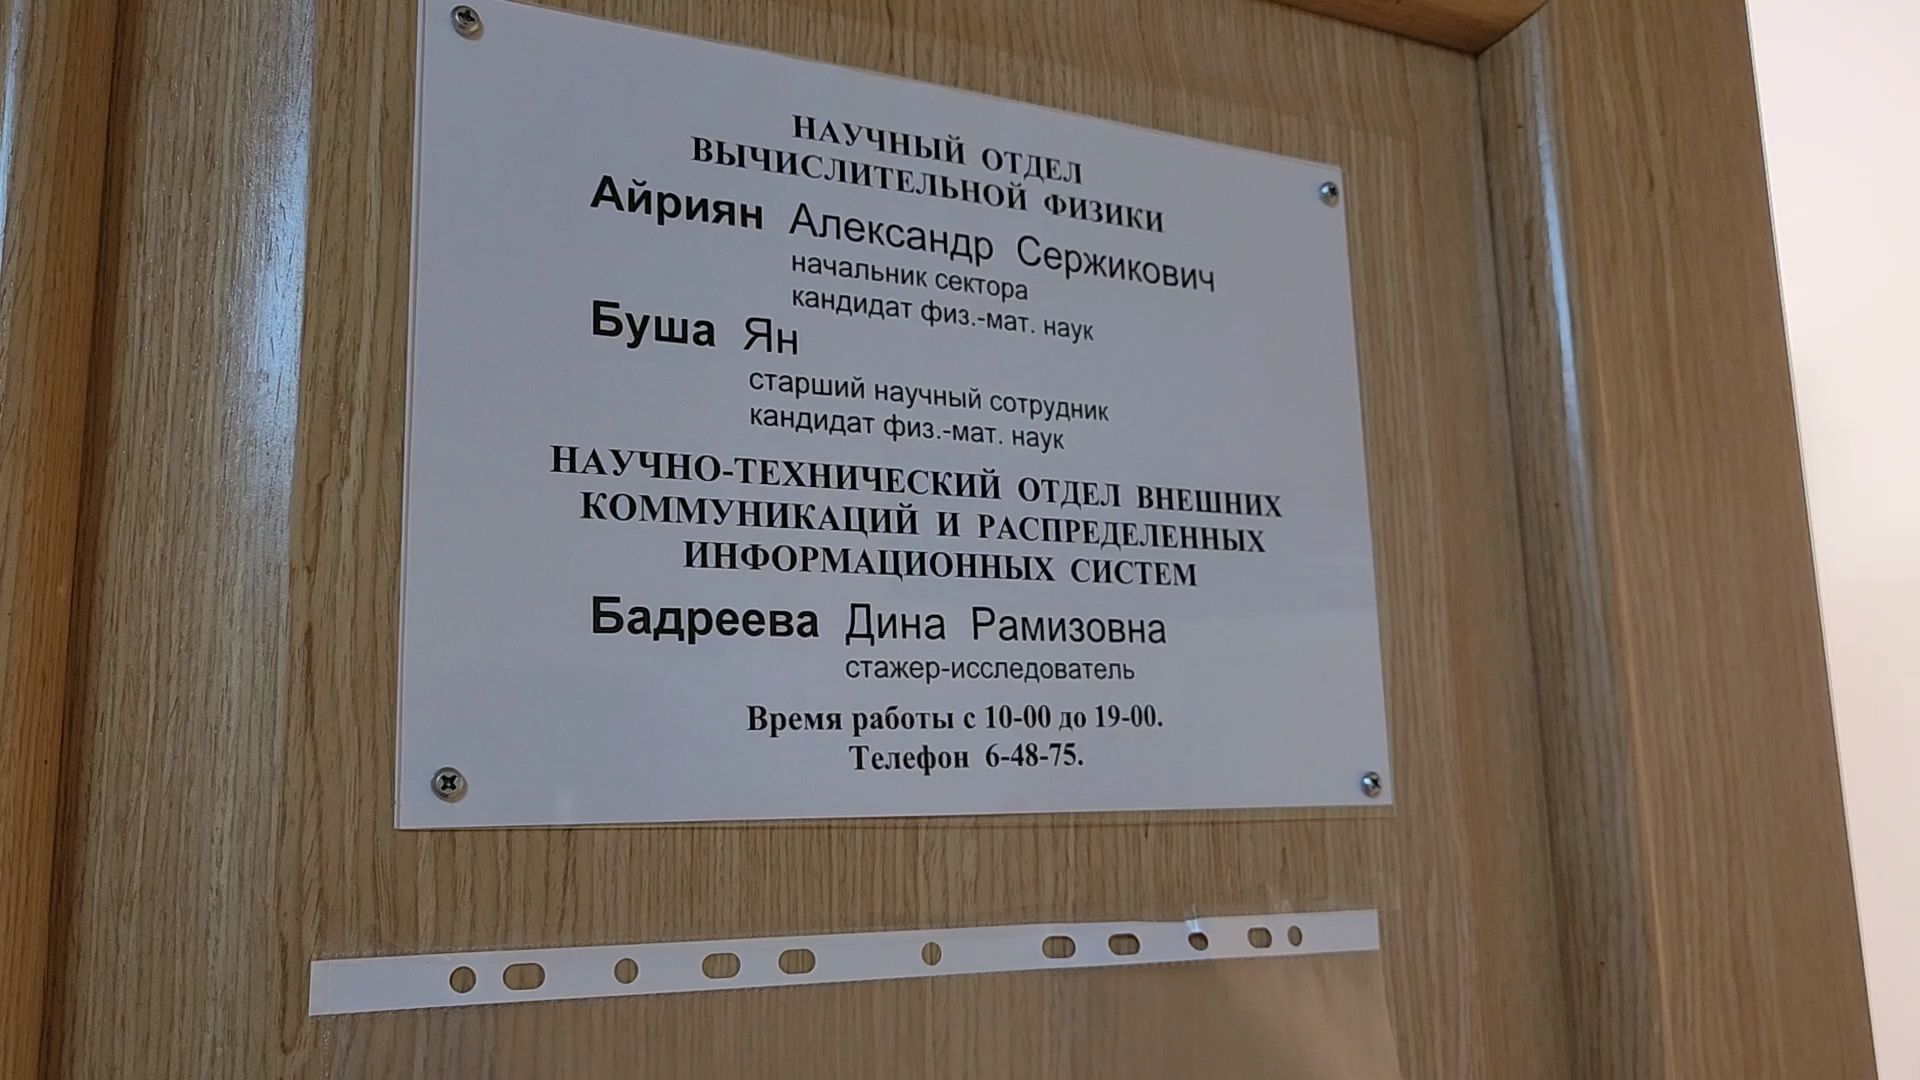 НАУЧНЫЙ ОТДЕЛ
ВЫЧИСЛИТЕЛЬНОЙ ФИЗИКИ
Айриян Александр Сержикович
начальник сектора
кандидат физ.-мат. наук
Буша Ян
старший научный сотрудник
кандидат физ.-мат. наук
НАУЧНО-ТЕХНИЧЕСКИЙ ОТДЕЛ ВНЕШНИХ
КОММУНИКАЦИЙ И РАСПРЕДЕЛЕННЫХ
ИНФОРМАЦИОННЫХ СИСТЕМ
Бадреева Дина Рамизовна
стажер-исследователь
Время работы с 10-00 до 19-00.
Телефон 6-48-75.